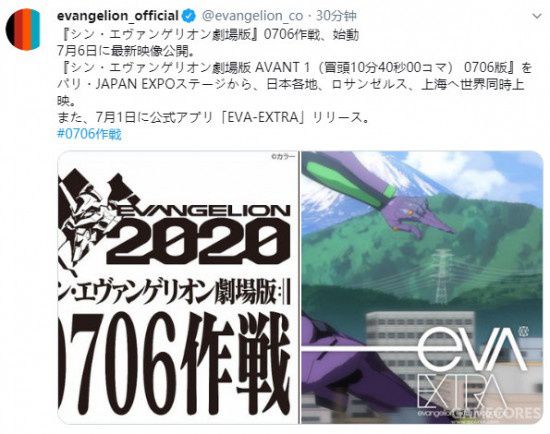 evangelion_official @evangelion_co · 30分钟
『シン・エヴァンゲリオン劇場版』0706作戦、始動
7月6日に最新映像公開。
『シン・エヴァンゲリオン劇場版 AVANT 1（冒頭10分40秒00コマ） 0706版』を
パリ・JAPAN EXPOステージから、日本各地、ロサンゼルス、上海へ世界同時上
映。
また、7月1日に公式アプリ「EVA-EXTRA」リリース。
#0706作戦
©カラー
EVANGELION
2020
シン・エヴァンゲリオン劇場版:||
0706作戦
EVA
EXTRA
evangelion